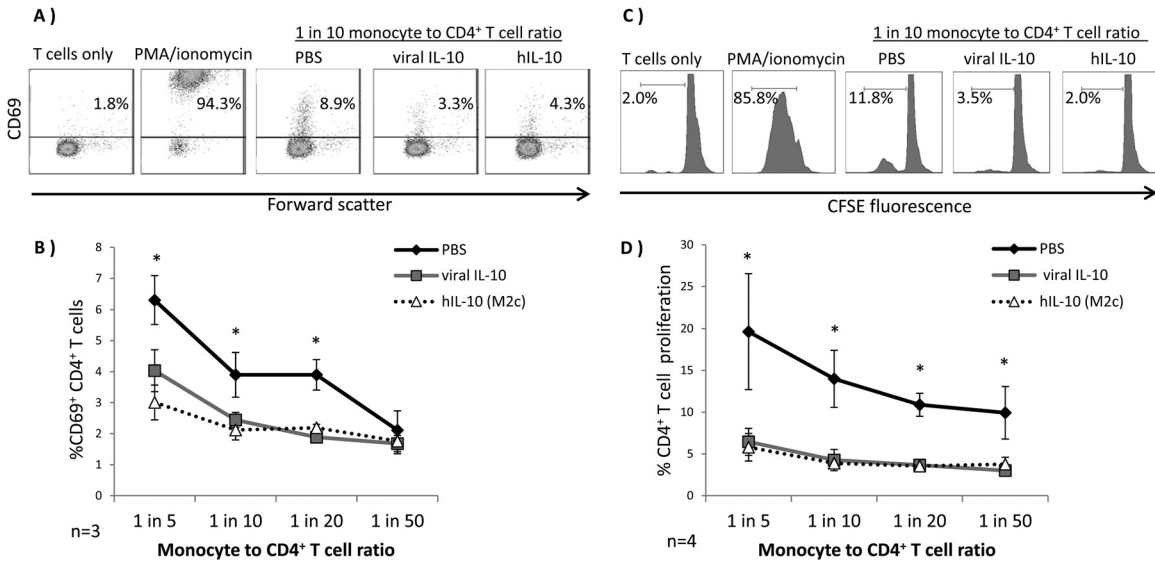 A )
1 in 10 monocyte to CD4⁺ T cell ratio
T cells only PMA/ionomycin PBS viral IL-10 hIL-10
CD69
1.8% 94.3% 8.9% 3.3% 4.3%
Forward scatter
C )
1 in 10 monocyte to CD4⁺ T cell ratio
T cells only PMA/ionomycin PBS viral IL-10 hIL-10
2.0% 85.8% 11.8% 3.5% 2.0%
CFSE fluorescence
B )
PBS
viral IL-10
hIL-10 (M2c)
%CD69⁺ CD4⁺ T cells
8
7
6
5
4
3
2
1
0
* * *
1 in 5 1 in 10 1 in 20 1 in 50
n=3
Monocyte to CD4⁺ T cell ratio
D )
PBS
viral IL-10
hIL-10 (M2c)
% CD4⁺ T cell proliferation
30
25
20
15
10
5
0
* * * *
1 in 5 1 in 10 1 in 20 1 in 50
n=4
Monocyte to CD4⁺ T cell ratio